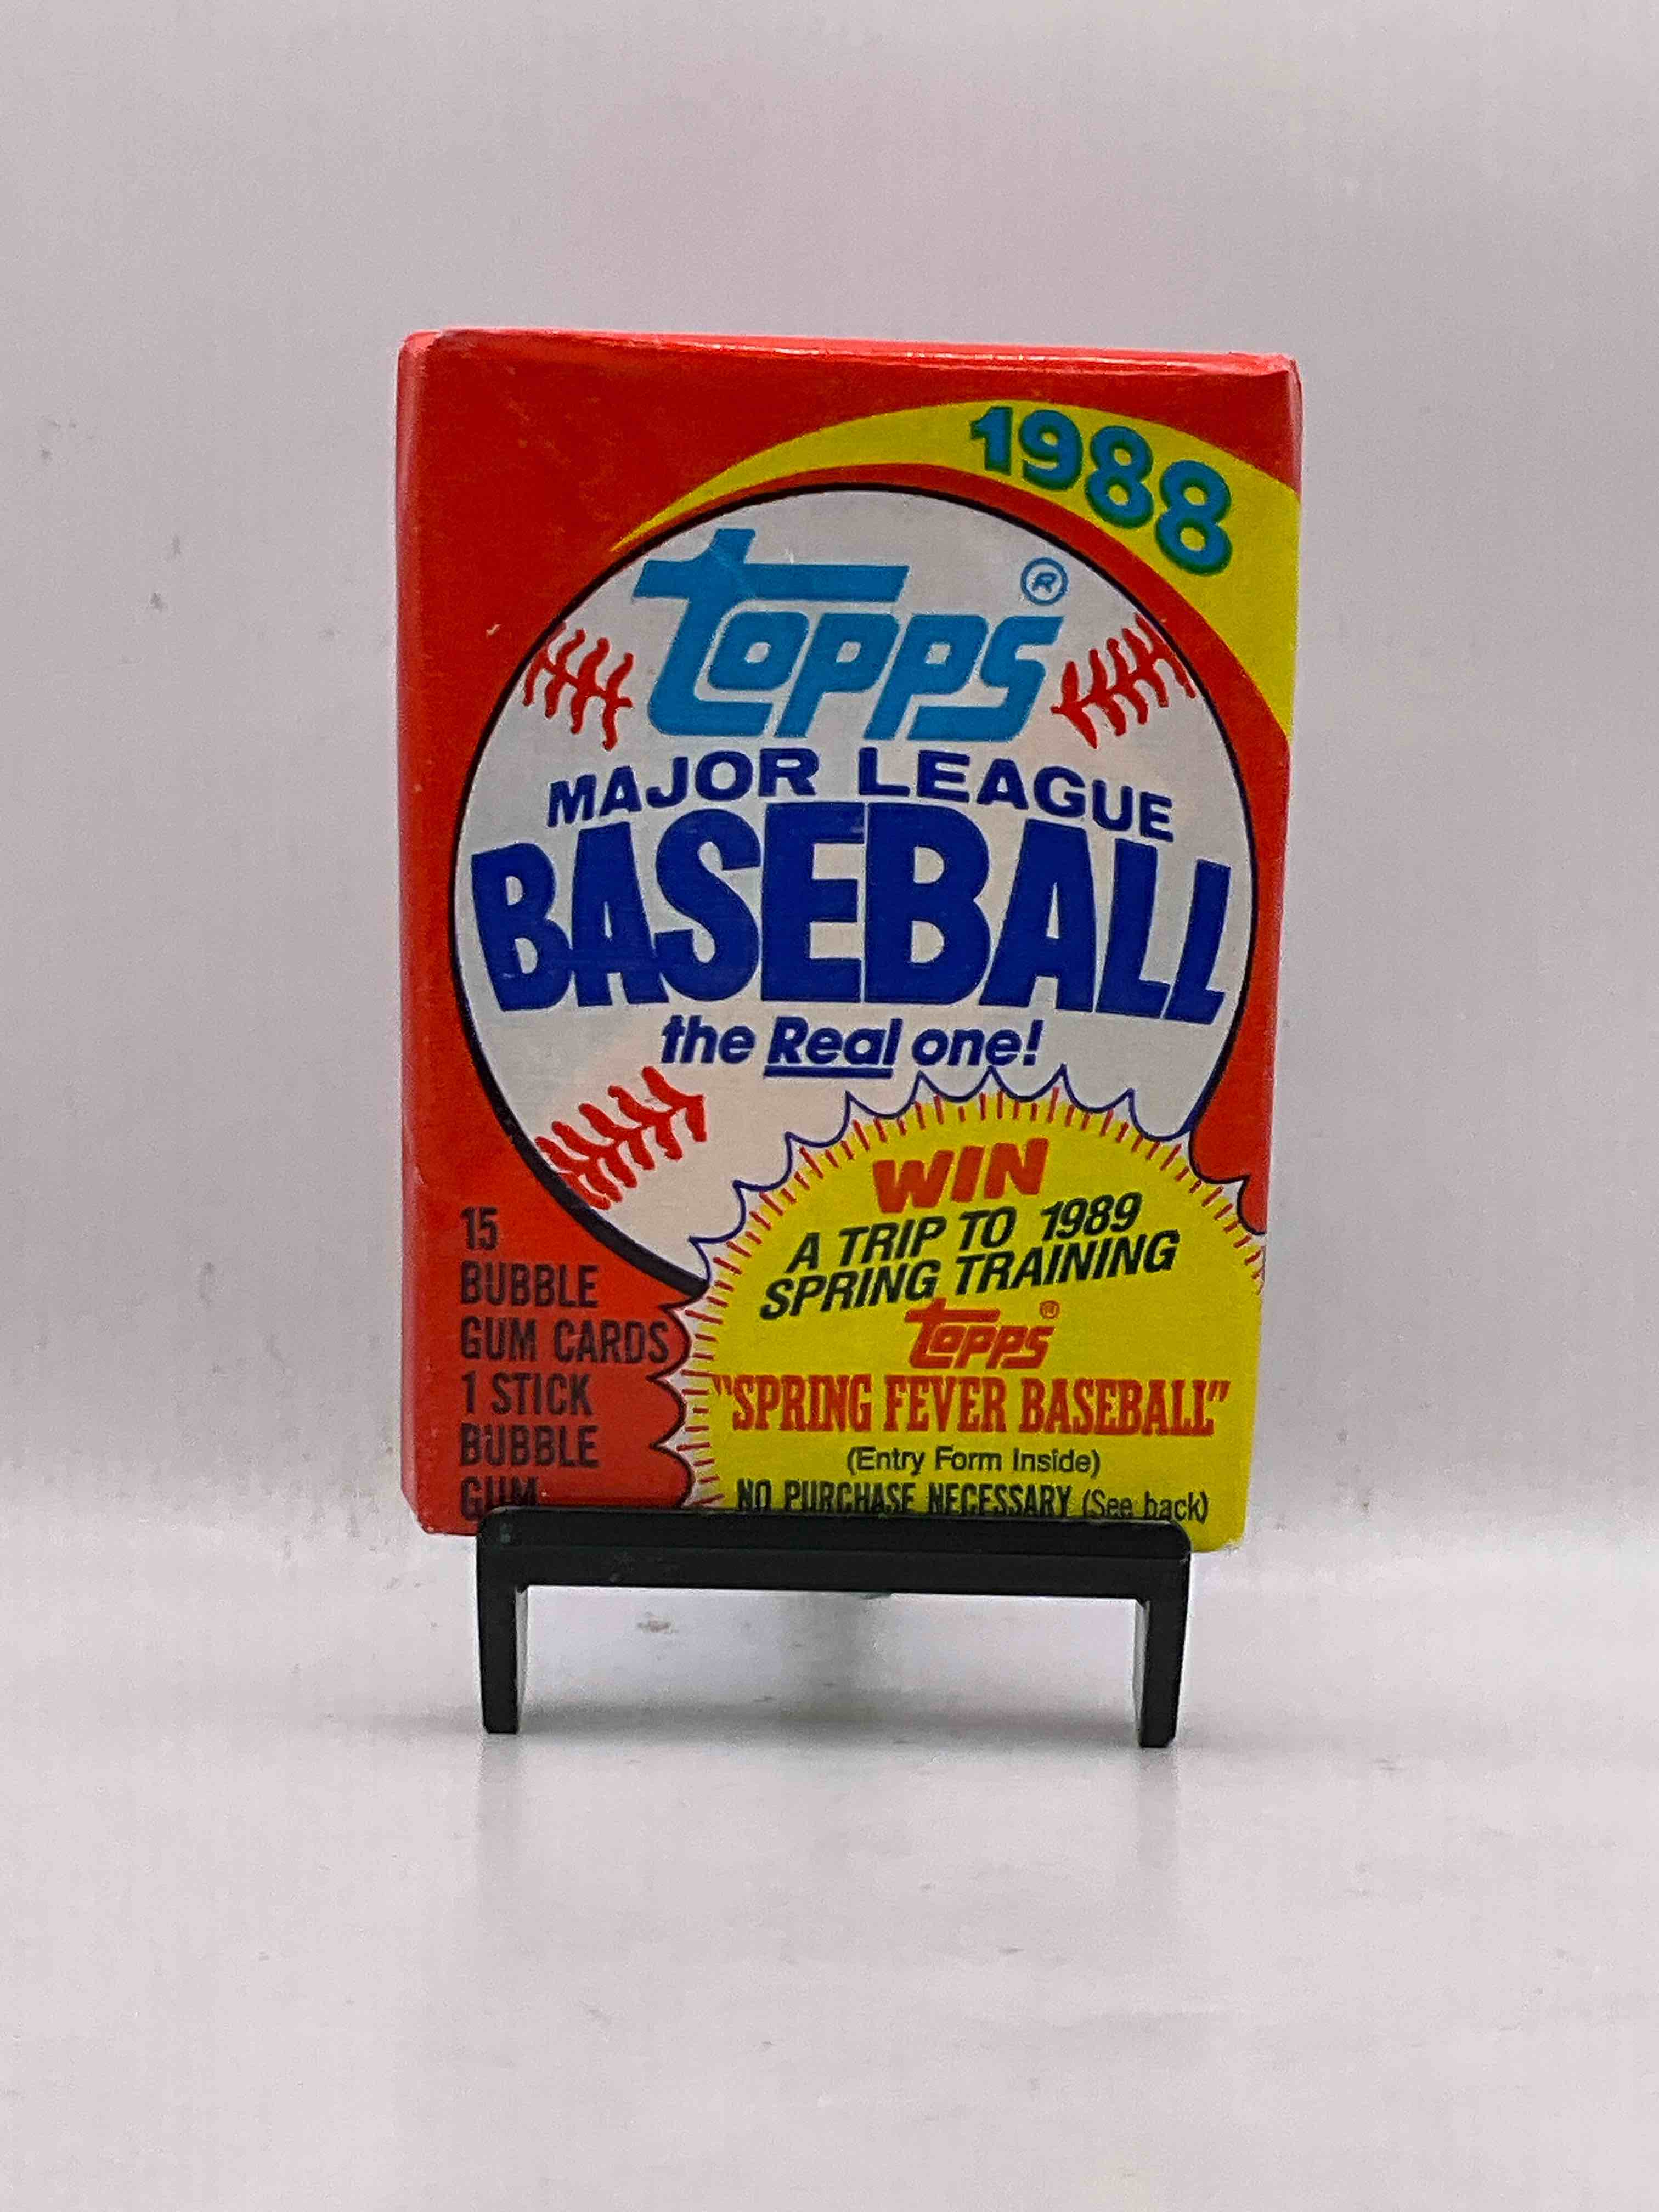 1988
topps®
MAJOR LEAGUE
BASEBALL
the Real one!
WIN
A TRIP TO 1989
SPRING TRAINING
topps®
"SPRING FEVER BASEBALL"
(Entry Form Inside)
NO PURCHASE NECESSARY (See back)
15
BUBBLE
GUM CARDS
1 STICK
BUBBLE
GUM